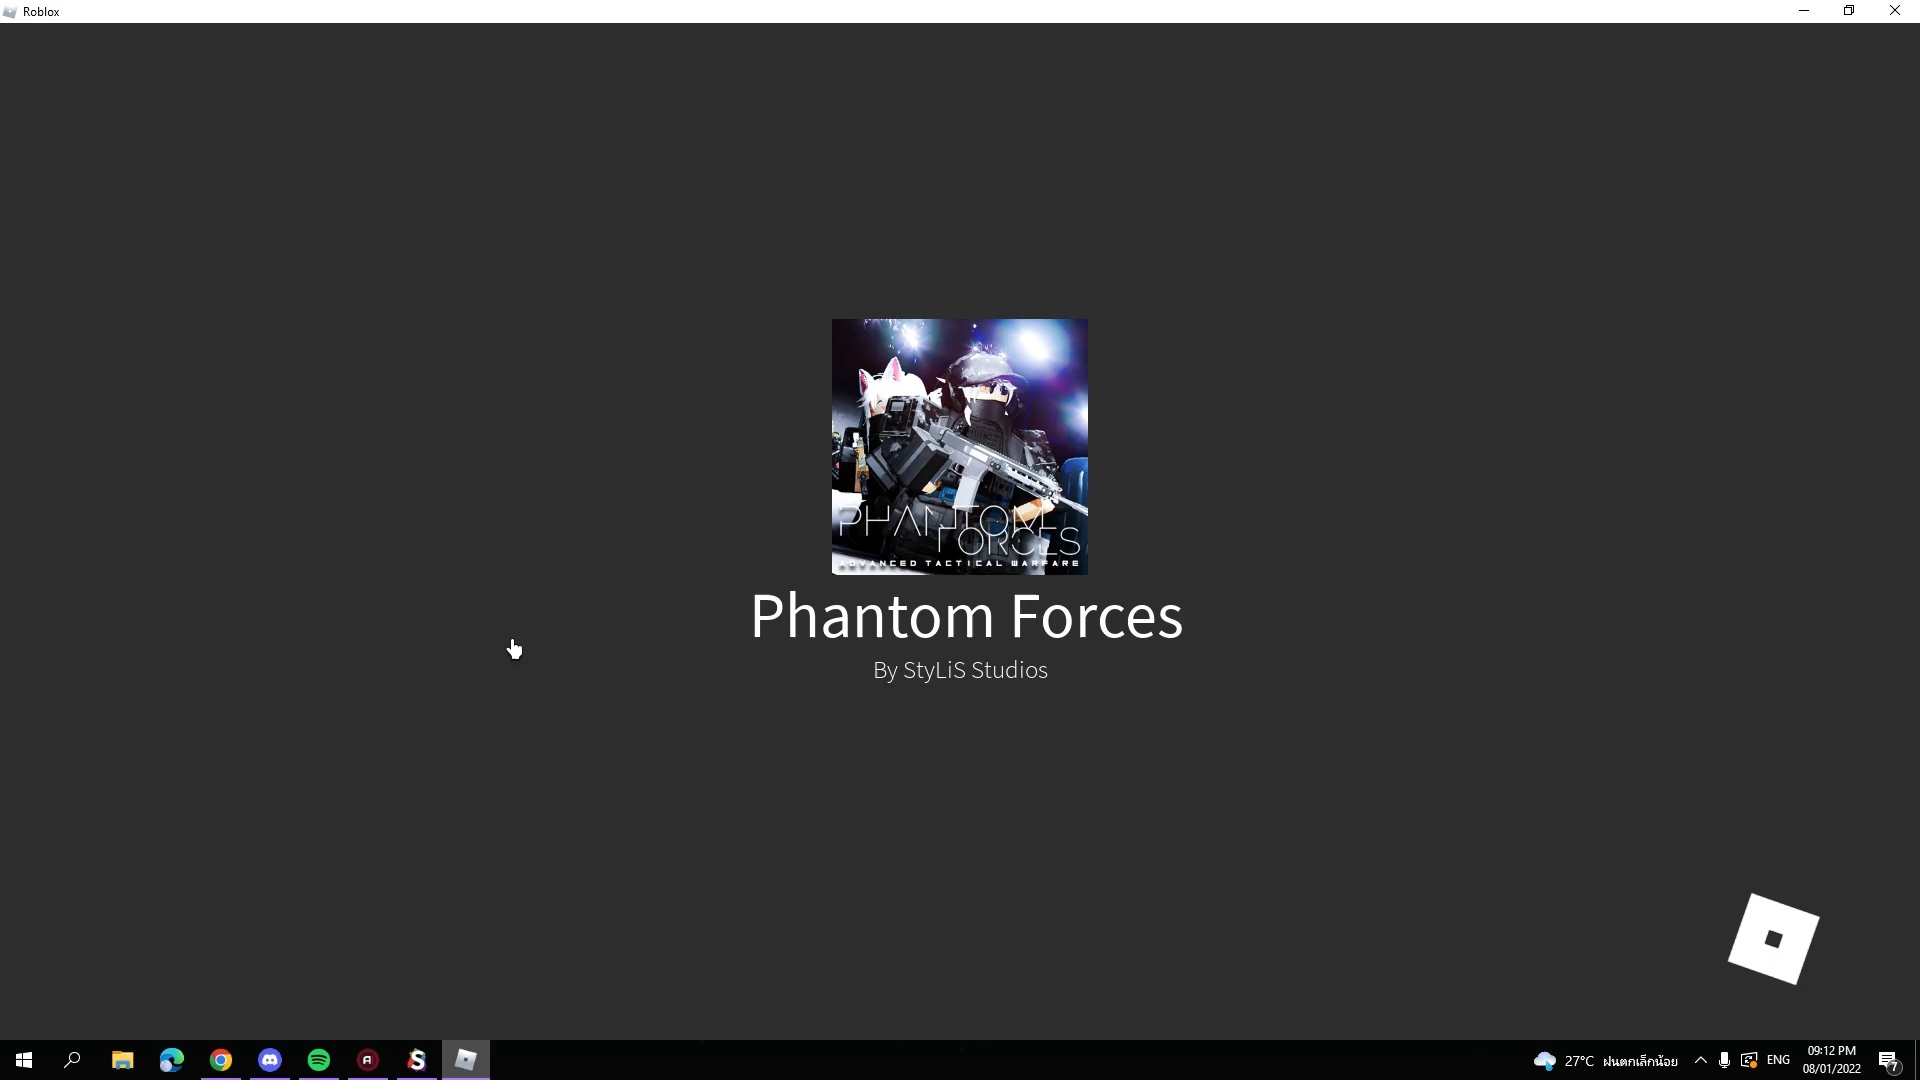 Roblox
PHANTOM
FORCES
ADVANCED TACTICAL WARFARE
Phantom Forces
By StyLiS Studios
27°C ฝนตกเล็กน้อย
ENG
09:12 PM
08/01/2022
7